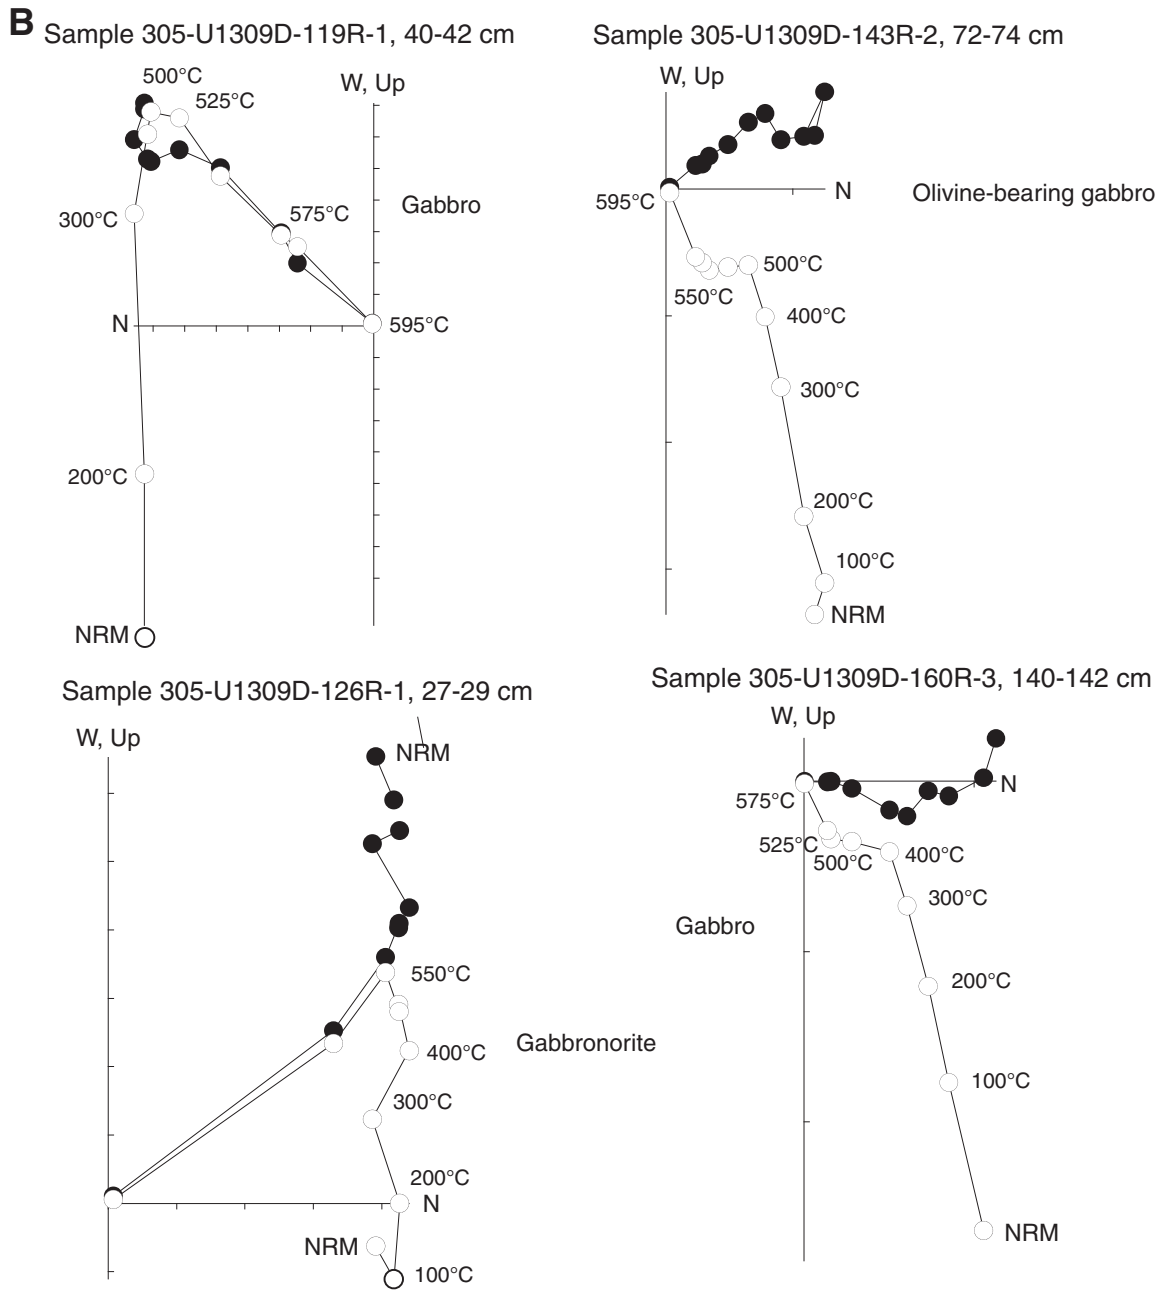 B
Sample 305-U1309D-119R-1, 40-42 cm
500°C
525°C
W, Up
300°C
575°C
Gabbro
N
595°C
200°C
NRM
Sample 305-U1309D-143R-2, 72-74 cm
W, Up
N
595°C
Olivine-bearing gabbro
500°C
550°C
400°C
300°C
200°C
100°C
NRM
Sample 305-U1309D-126R-1, 27-29 cm
W, Up
NRM
550°C
Gabbronorite
400°C
300°C
200°C
N
NRM
100°C
Sample 305-U1309D-160R-3, 140-142 cm
W, Up
N
575°C
525°C
500°C
400°C
300°C
Gabbro
200°C
100°C
NRM